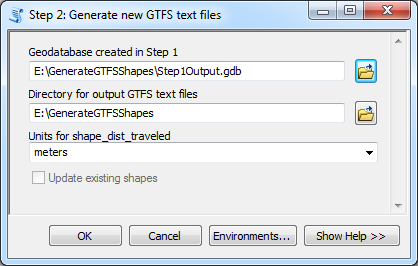 Step 2: Generate new GTFS text files
Geodatabase created in Step 1
E:\GenerateGTFSShapes\Step1Output.gdb
Directory for output GTFS text files
E:\GenerateGTFSShapes
Units for shape_dist_traveled
meters
Update existing shapes
OK Cancel Environments... Show Help >>